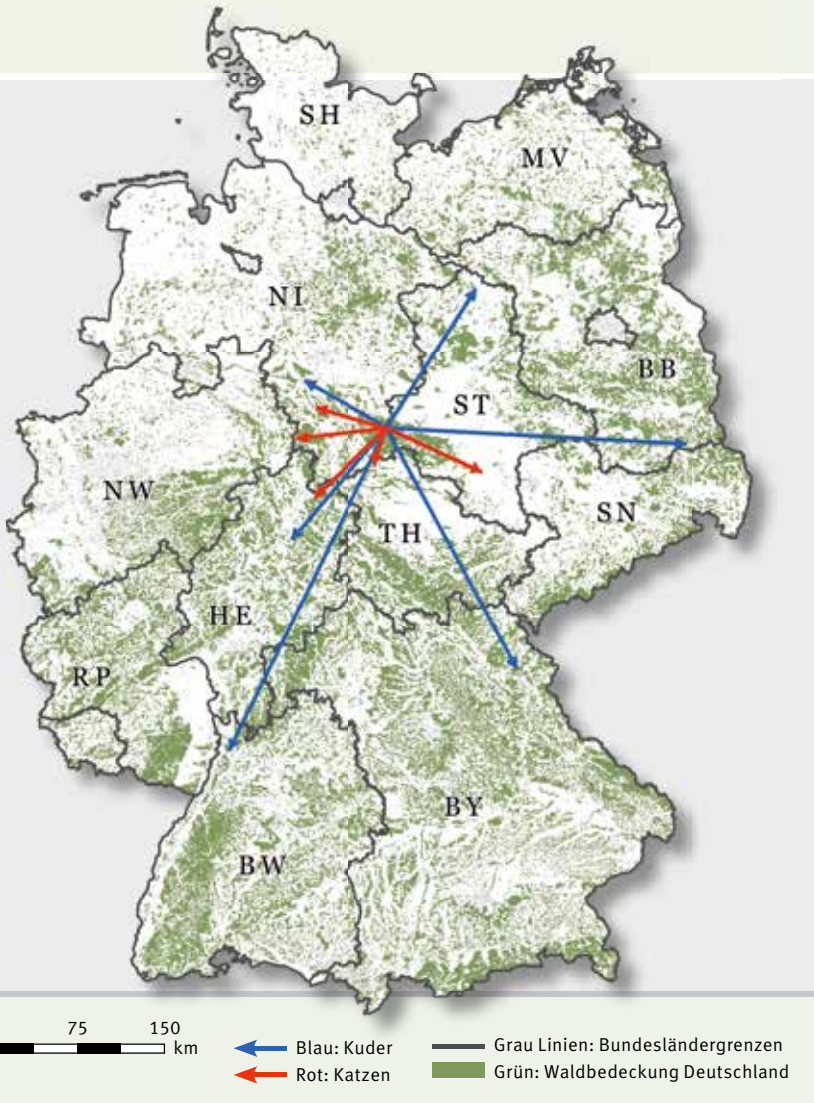 SH
MV
NI
BB
ST
NW
SN
TH
HE
RP
BY
BW
75 150
km
Blau: Kuder
Rot: Katzen
Grau Linien: Bundesländergrenzen
Grün: Waldbedeckung Deutschland